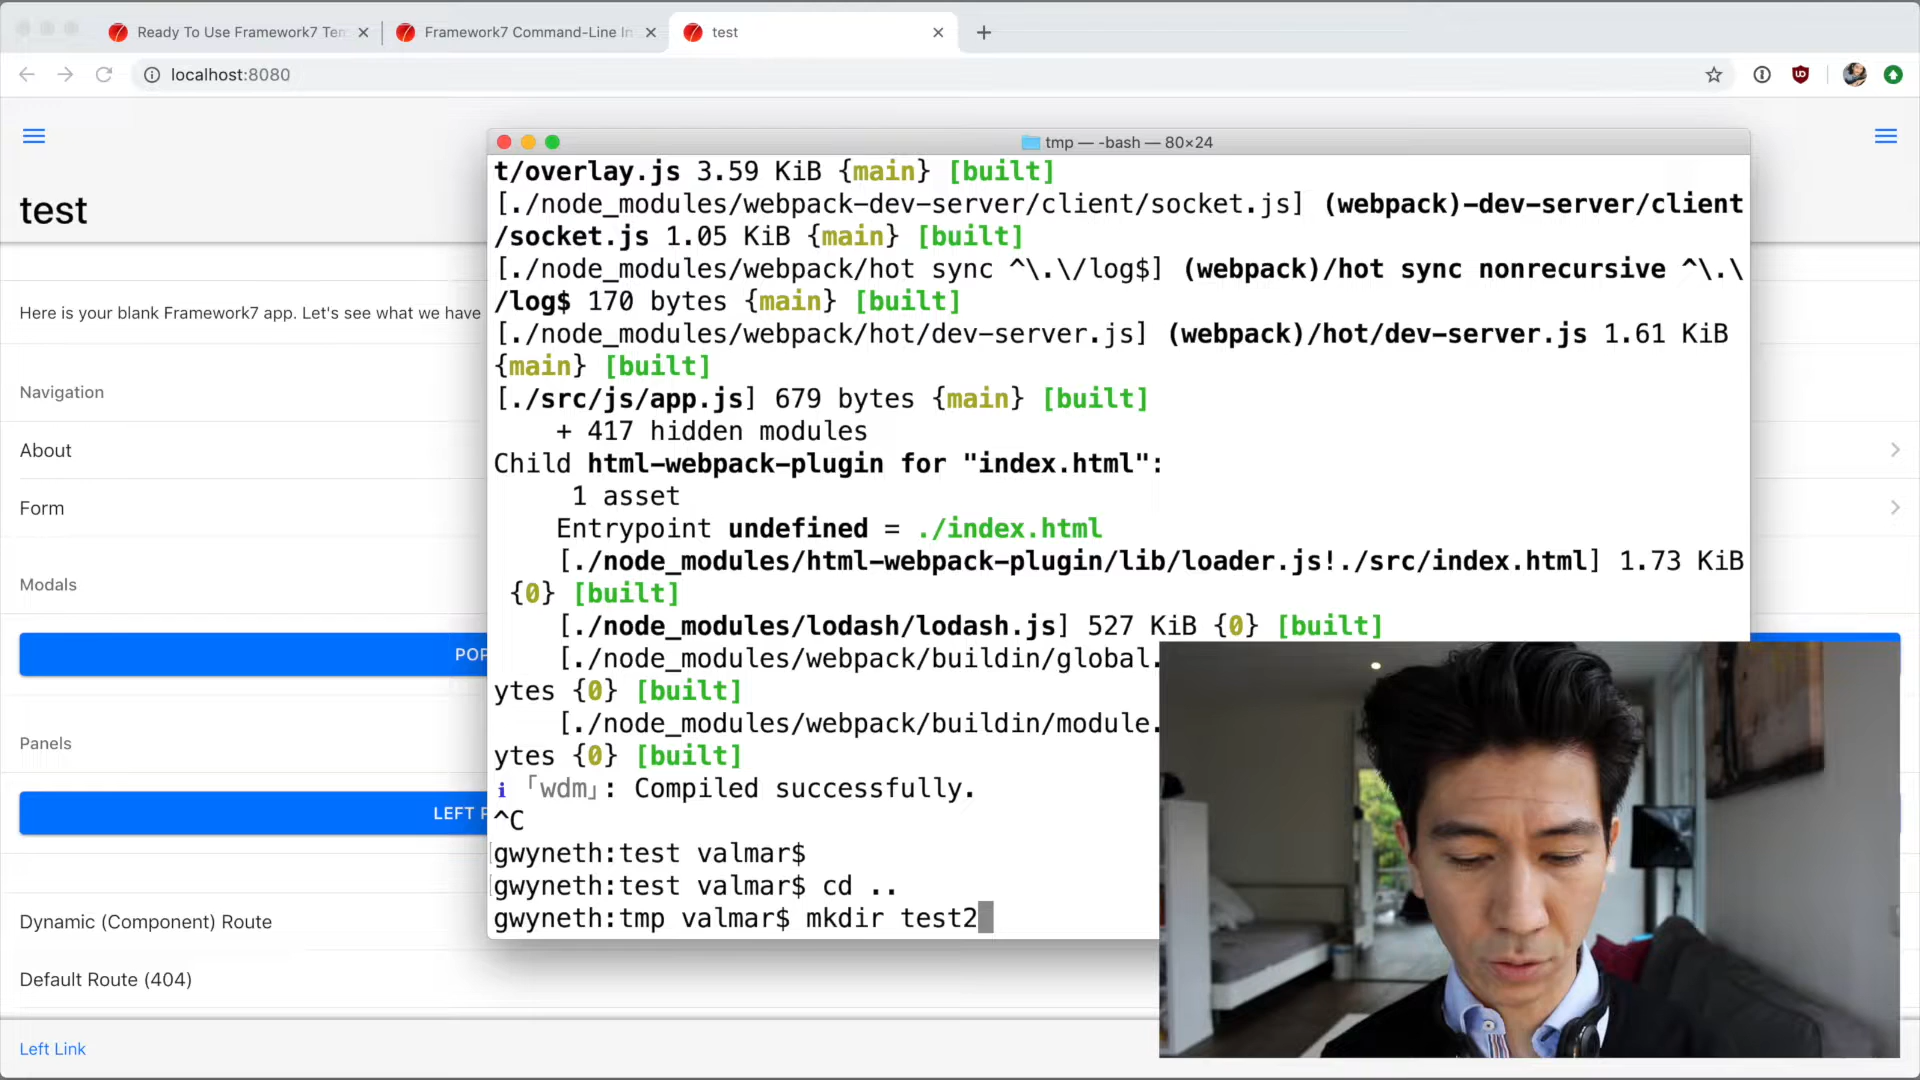 Ready To Use Framework7 Tem
Framework7 Command-Line In
test
localhost:8080
tmp — -bash — 80×24
test
Here is your blank Framework7 app. Let's see what we have
Navigation
About
Form
Modals
POP
Panels
LEFT P
Dynamic (Component) Route
Default Route (404)
Left Link
t/overlay.js 3.59 KiB {main} [built]
[./node_modules/webpack-dev-server/client/socket.js] (webpack)-dev-server/client
/socket.js 1.05 KiB {main} [built]
[./node_modules/webpack/hot sync ^\.\/log$] (webpack)/hot sync nonrecursive ^\.\
/log$ 170 bytes {main} [built]
[./node_modules/webpack/hot/dev-server.js] (webpack)/hot/dev-server.js 1.61 KiB
{main} [built]
[./src/js/app.js] 679 bytes {main} [built]
+ 417 hidden modules
Child html-webpack-plugin for "index.html":
1 asset
Entrypoint undefined = ./index.html
[./node_modules/html-webpack-plugin/lib/loader.js!./src/index.html] 1.73 KiB
{0} [built]
[./node_modules/lodash/lodash.js] 527 KiB {0} [built]
[./node_modules/webpack/buildin/global.
ytes {0} [built]
[./node_modules/webpack/buildin/module.
ytes {0} [built]
i 「wdm」: Compiled successfully.
^C
gwyneth:test valmar$
gwyneth:test valmar$ cd ..
gwyneth:tmp valmar$ mkdir test2